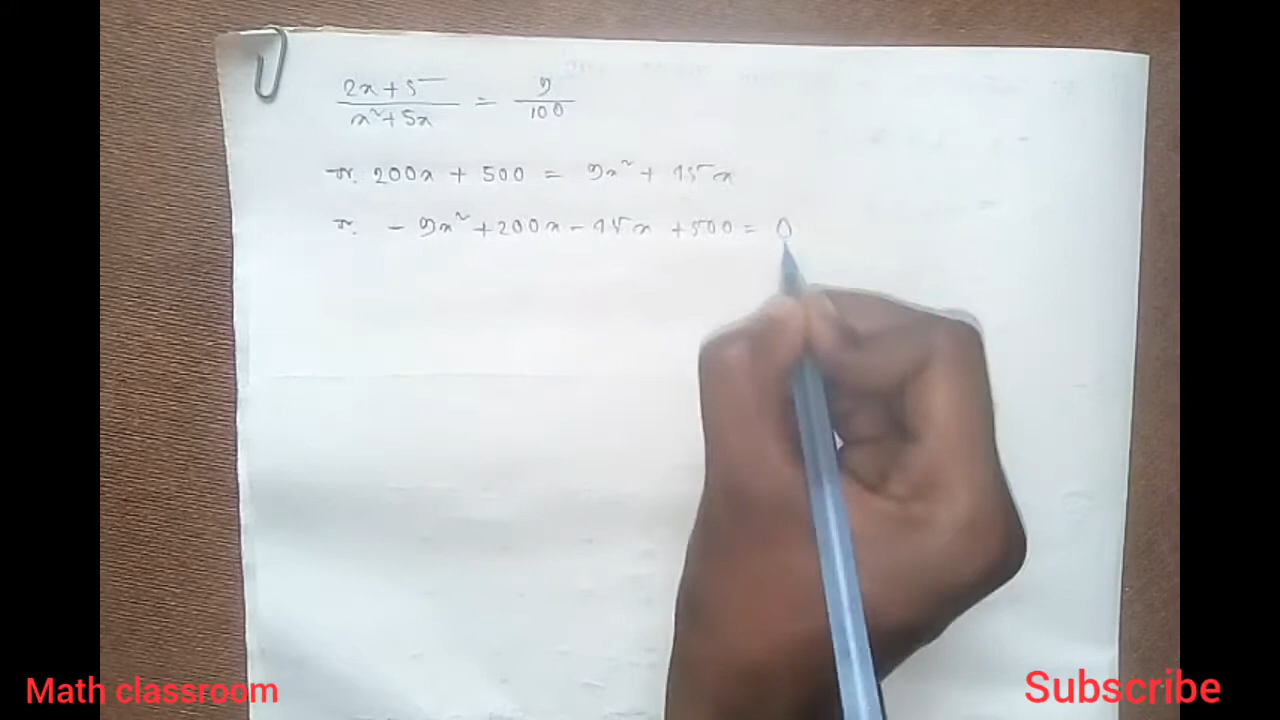 2x + 5 / x² + 5x = 9 / 100
বা. 200x + 500 = 9x² + 45x
বা. - 9x² + 200x - 45x + 500 = 0
Math classroom
Subscribe